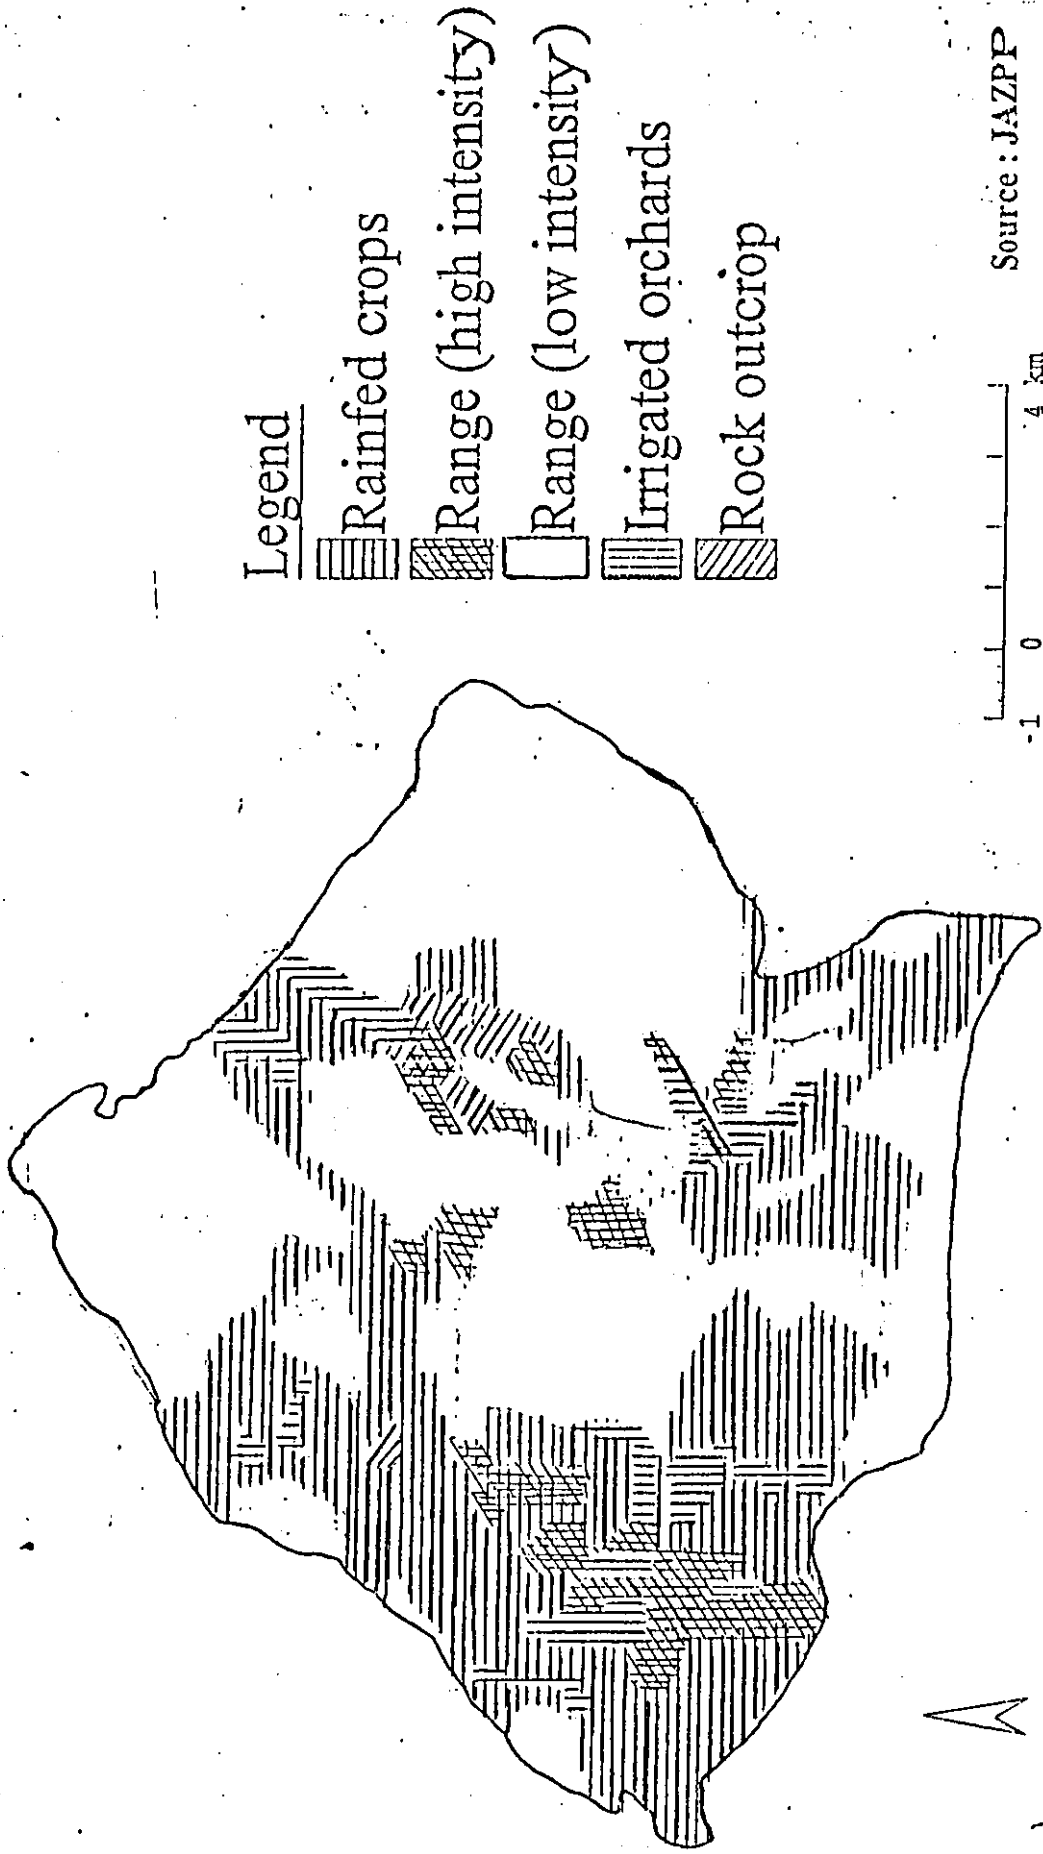 Legend
Rainfed crops
Range (high intensity)
Range (low intensity)
Irrigated orchards
Rock outcrop
-1 0 4 km
Source : JAZPP